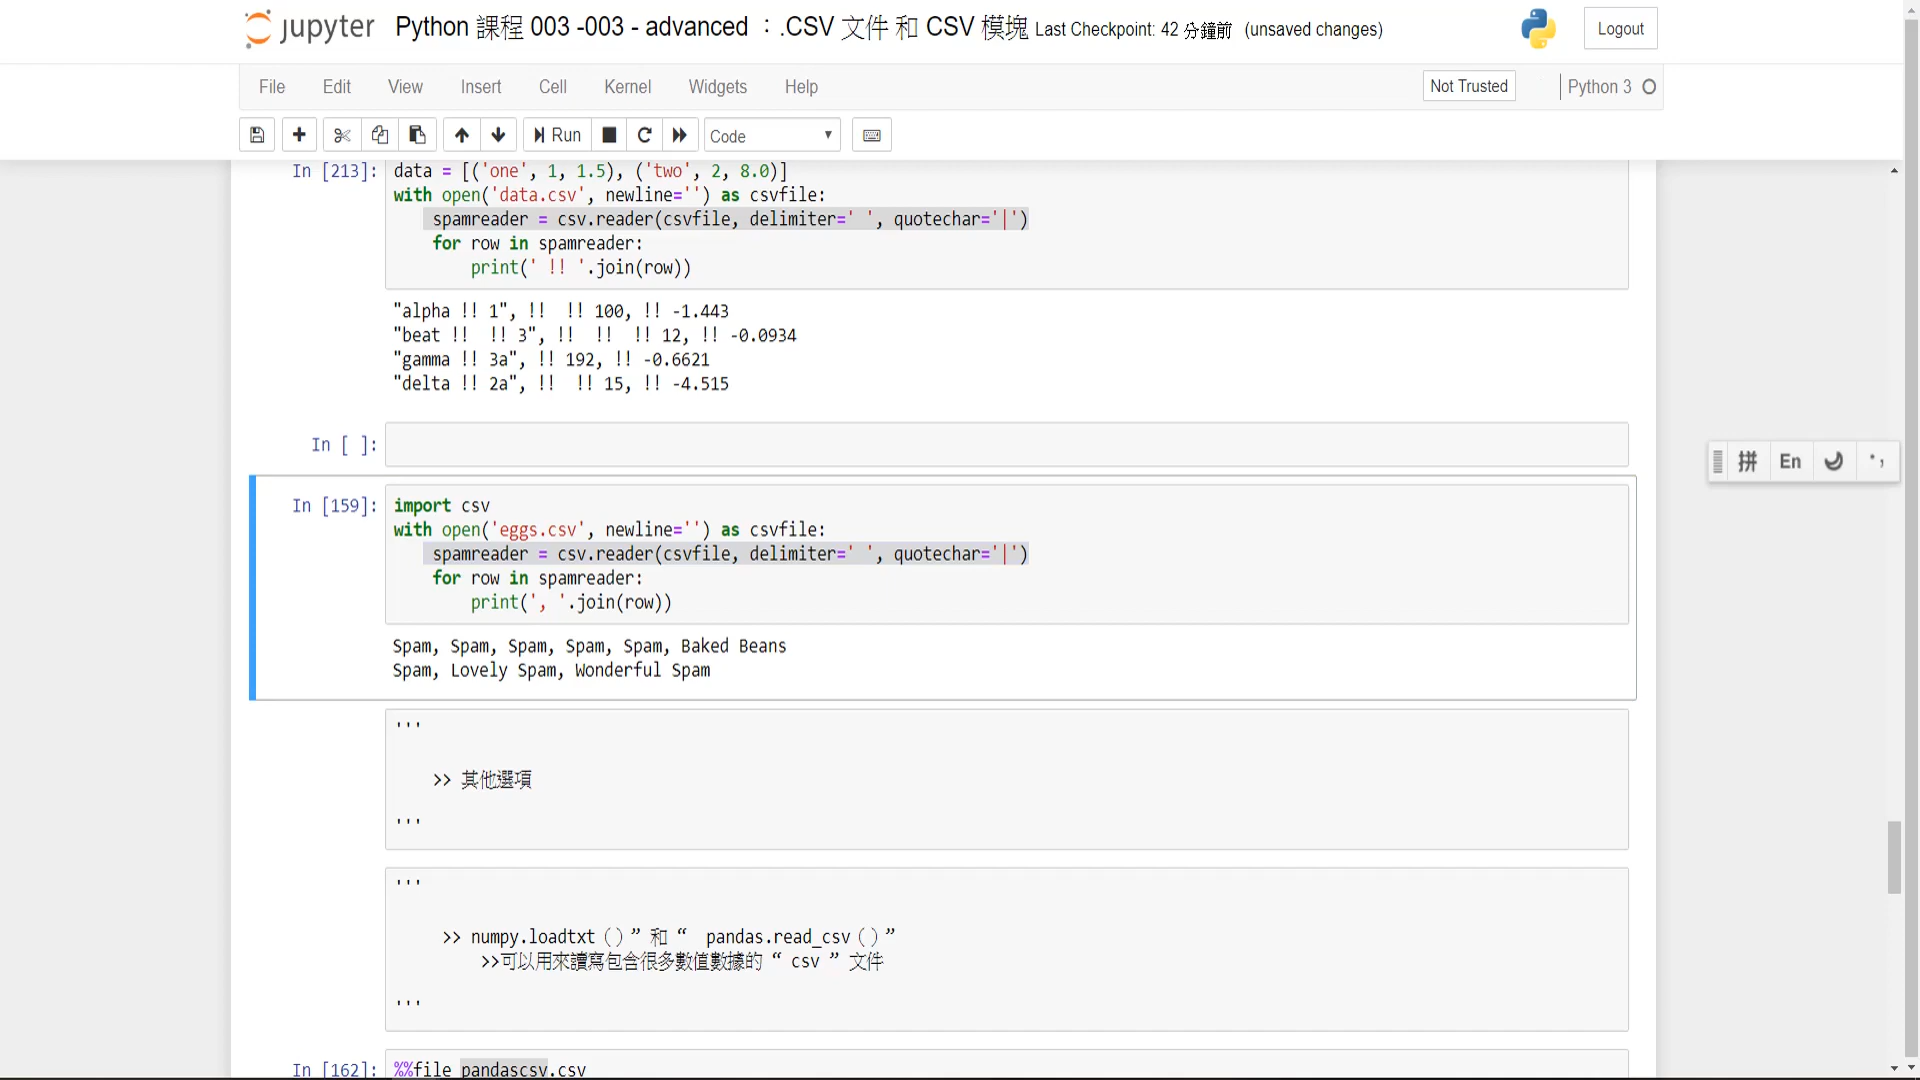 jupyter Python 課程 003 -003 - advanced ：.CSV 文件 和 CSV 模塊 Last Checkpoint: 42 分鐘前 (unsaved changes) Logout
File Edit View Insert Cell Kernel Widgets Help Not Trusted Python 3
Run Code
In [213]: data = [('one', 1, 1.5), ('two', 2, 8.0)]
with open('data.csv', newline='') as csvfile:
spamreader = csv.reader(csvfile, delimiter=' ', quotechar='|')
for row in spamreader:
print(' !! '.join(row))
"alpha !! 1", !!  !! 100, !! -1.443
"beat !!  !! 3", !!  !!  !! 12, !! -0.0934
"gamma !! 3a", !! 192, !! -0.6621
"delta !! 2a", !!  !! 15, !! -4.515
In [ ]:
拼 En
In [159]: import csv
with open('eggs.csv', newline='') as csvfile:
spamreader = csv.reader(csvfile, delimiter=' ', quotechar='|')
for row in spamreader:
print(', '.join(row))
Spam, Spam, Spam, Spam, Spam, Baked Beans
Spam, Lovely Spam, Wonderful Spam
'''
>> 其他選項
'''
'''
>> numpy.loadtxt（）” 和 “ pandas.read_csv（）”
>>可以用來讀寫包含很多數值數據的 “ csv ” 文件
'''
In [162]: %%file pandascsv.csv